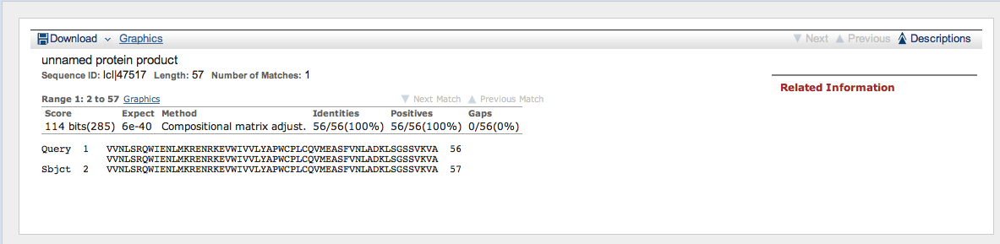 Download Graphics Next Previous Descriptions
unnamed protein product
Sequence ID: lcl|47517 Length: 57 Number of Matches: 1
Related Information
Range 1: 2 to 57 Graphics Next Match Previous Match
Score Expect Method Identities Positives Gaps
114 bits(285) 6e-40 Compositional matrix adjust. 56/56(100%) 56/56(100%) 0/56(0%)
Query 1 VVNLSRQWIENLMKRENRKEVWIVVLYAPWCPLCQVMEASFVNLADKLSGSSVKVA 56
VVNLSRQWIENLMKRENRKEVWIVVLYAPWCPLCQVMEASFVNLADKLSGSSVKVA
Sbjct 2 VVNLSRQWIENLMKRENRKEVWIVVLYAPWCPLCQVMEASFVNLADKLSGSSVKVA 57